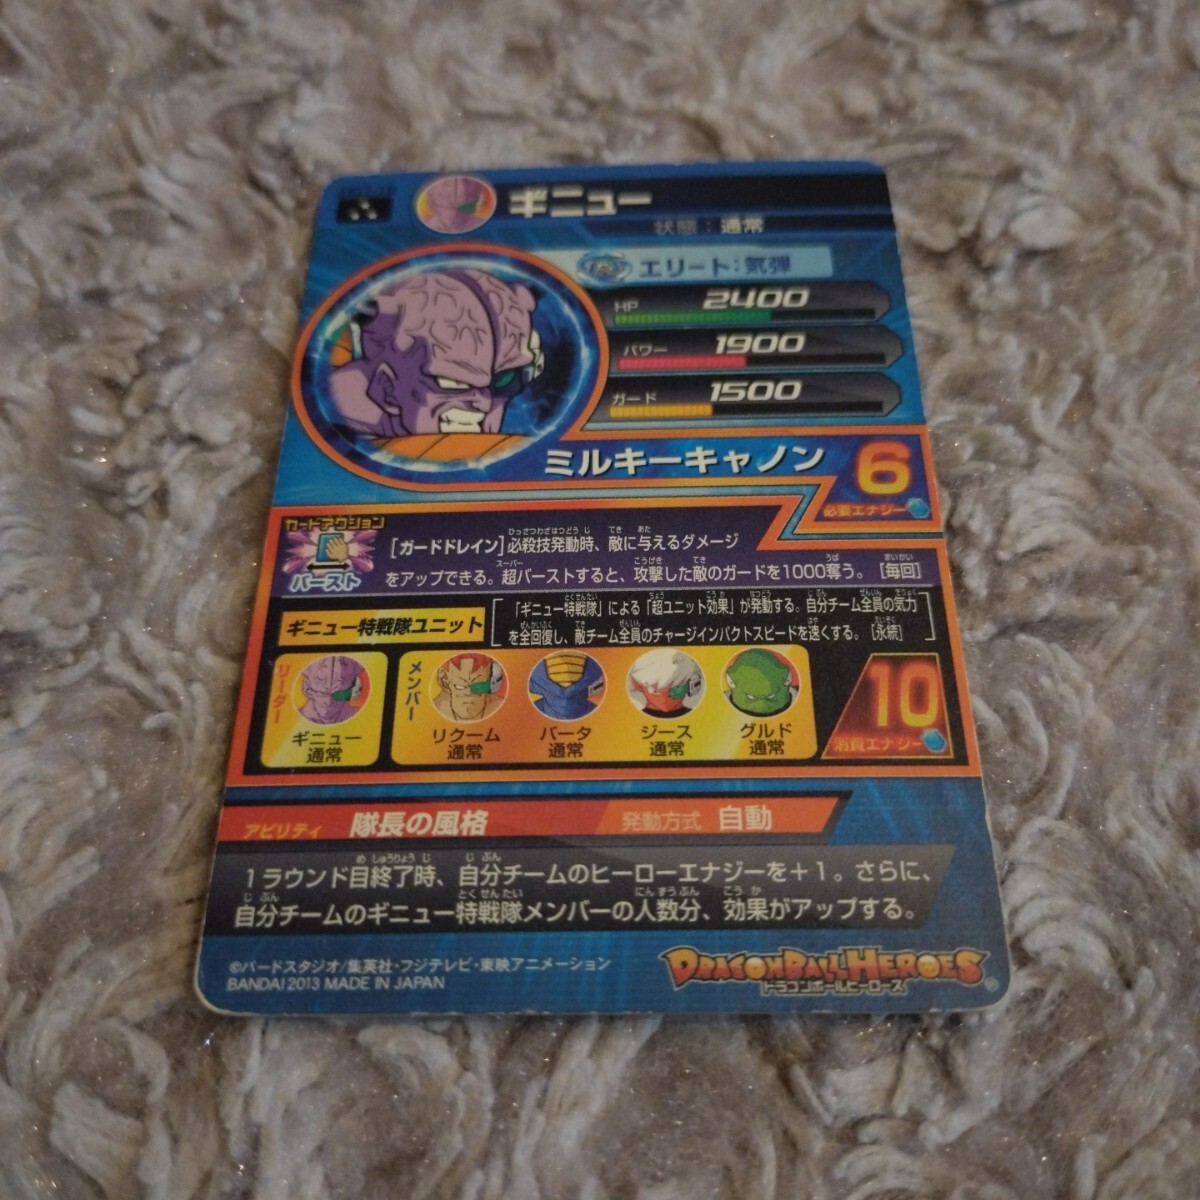 ギニュー
状態：通常
エリート：気弾
HP 2400
パワー 1900
ガード 1500
ミルキーキャノン
6
必要エナジー
カードアクション
バースト
[ガードドレイン]必殺技発動時、敵に与えるダメージ
をアップできる。超バーストすると、攻撃した敵のガードを1000奪う。[毎回]
ギニュー特戦隊ユニット
「ギニュー特戦隊」による「超ユニット効果」が発動する。自分チーム全員の気力
を全回復し、敵チーム全員のチャージインパクトスピードを速くする。[永続]
リーダー
ギニュー
通常
メンバー
リクーム
通常
バータ
通常
ジース
通常
グルド
通常
10
消費エナジー
アビリティ 隊長の風格 発動方式 自動
1ラウンド目終了時、自分チームのヒーローエナジーを＋1。さらに、
自分チームのギニュー特戦隊メンバーの人数分、効果がアップする。
©バードスタジオ/集英社・フジテレビ・東映アニメーション
BANDAI 2013 MADE IN JAPAN
DRAGONBALL HEROES
ドラゴンボールヒーローズ